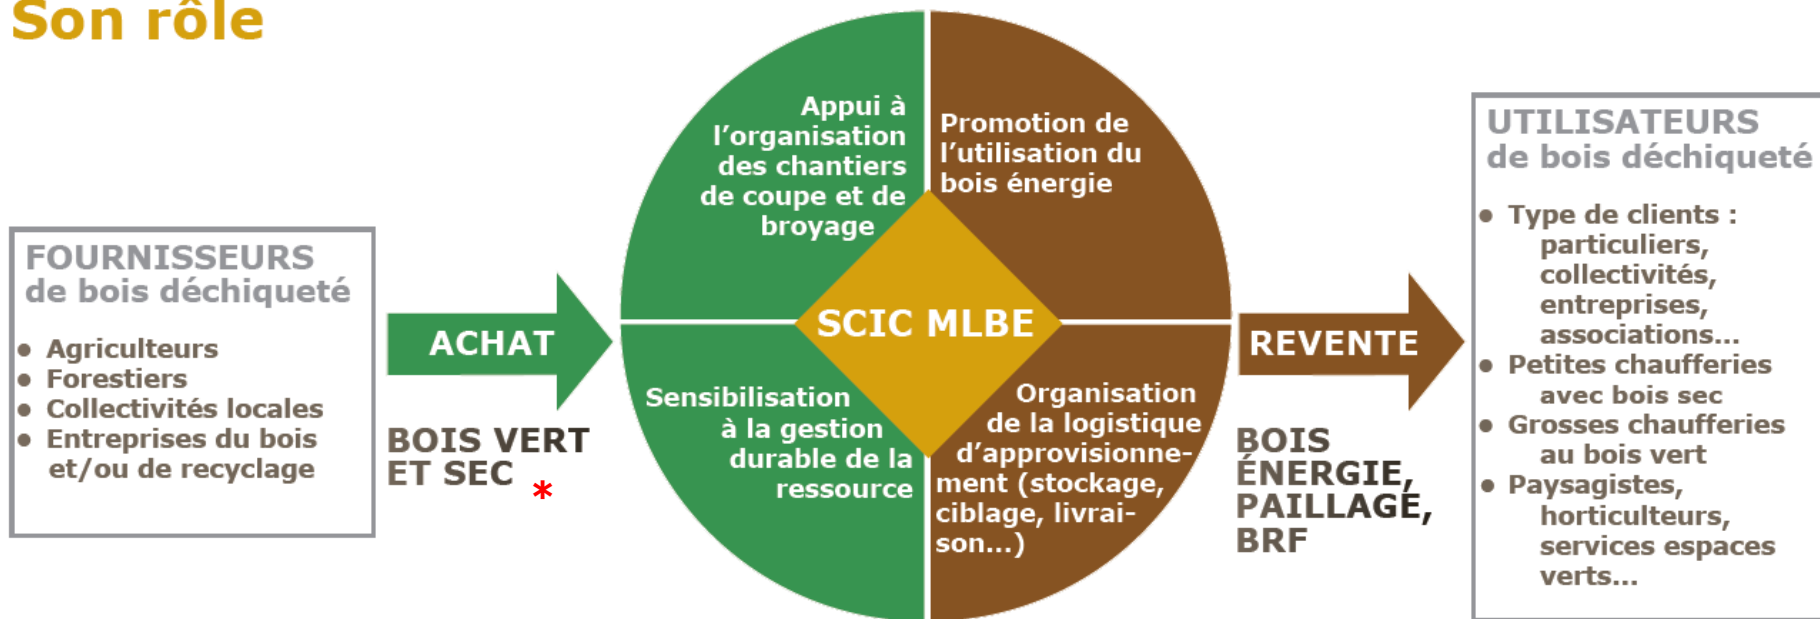 Son rôle
FOURNISSEURS
de bois déchiqueté
● Agriculteurs
● Forestiers
● Collectivités locales
● Entreprises du bois
et/ou de recyclage
ACHAT
BOIS VERT
ET SEC *
Appui à
l'organisation
des chantiers
de coupe et de
broyage
Promotion de
l'utilisation du
bois énergie
SCIC MLBE
Sensibilisation
à la gestion
durable de la
ressource
Organisation
de la logistique
d'approvisionne-
ment (stockage,
ciblage, livrai-
son...)
REVENTE
BOIS
ÉNERGIE,
PAILLAGE,
BRF
UTILISATEURS
de bois déchiqueté
● Type de clients :
particuliers,
collectivités,
entreprises,
associations...
● Petites chaufferies
avec bois sec
● Grosses chaufferies
au bois vert
● Paysagistes,
horticulteurs,
services espaces
verts...